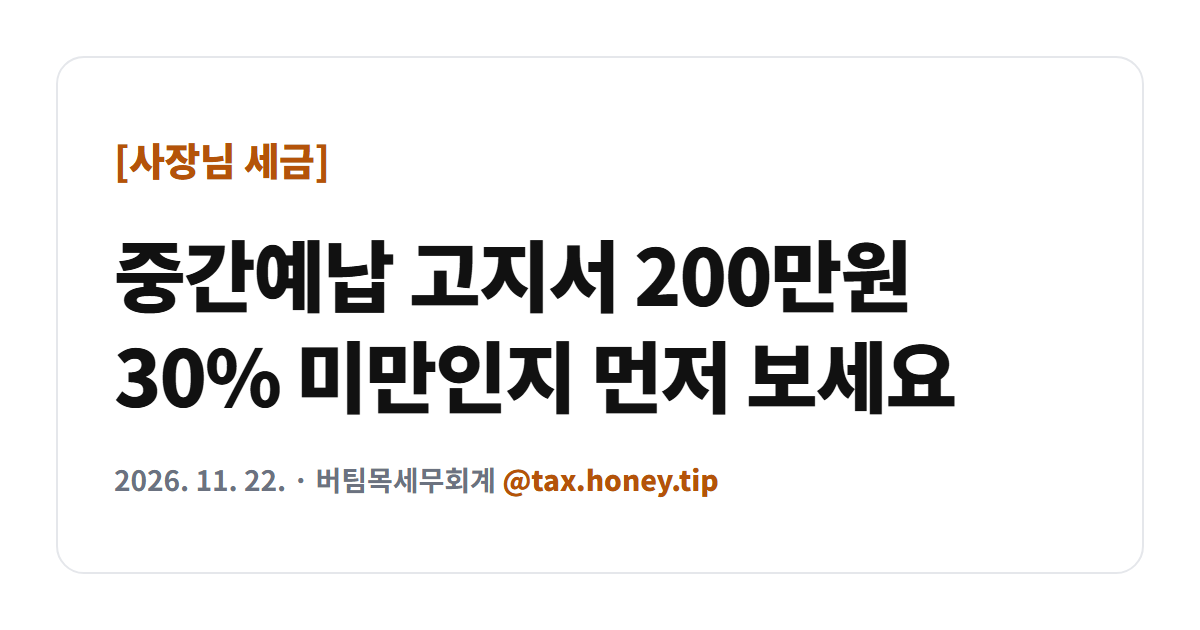 [사장님 세금]
중간예납 고지서 200만원
30% 미만인지 먼저 보세요
2026. 11. 22. · 버팀목세무회계 @tax.honey.tip